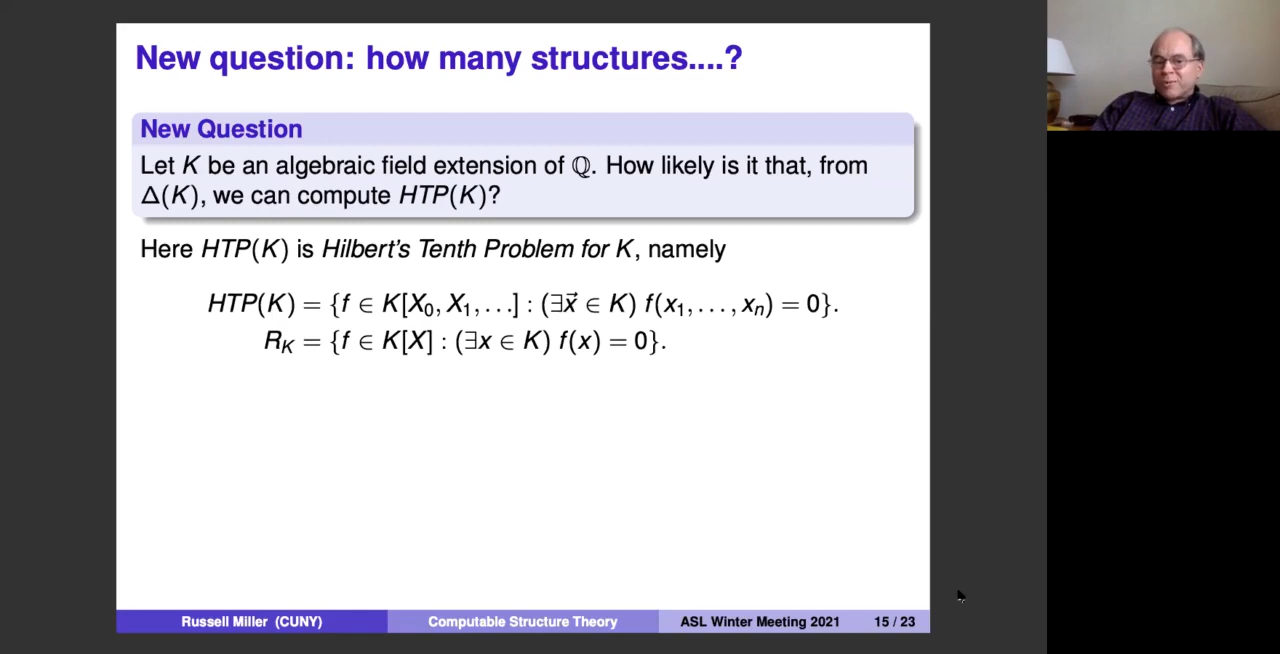 New question: how many structures....?
New Question
Let K be an algebraic field extension of ℚ. How likely is it that, from
Δ(K), we can compute HTP(K)?
Here HTP(K) is Hilbert's Tenth Problem for K, namely
HTP(K) = {f ∈ K[X₀, X₁, . . .] : (∃x⃗ ∈ K) f(x₁, . . . , xₙ) = 0}.
R_K = {f ∈ K[X] : (∃x ∈ K) f(x) = 0}.
Russell Miller (CUNY) Computable Structure Theory ASL Winter Meeting 2021 15 / 23